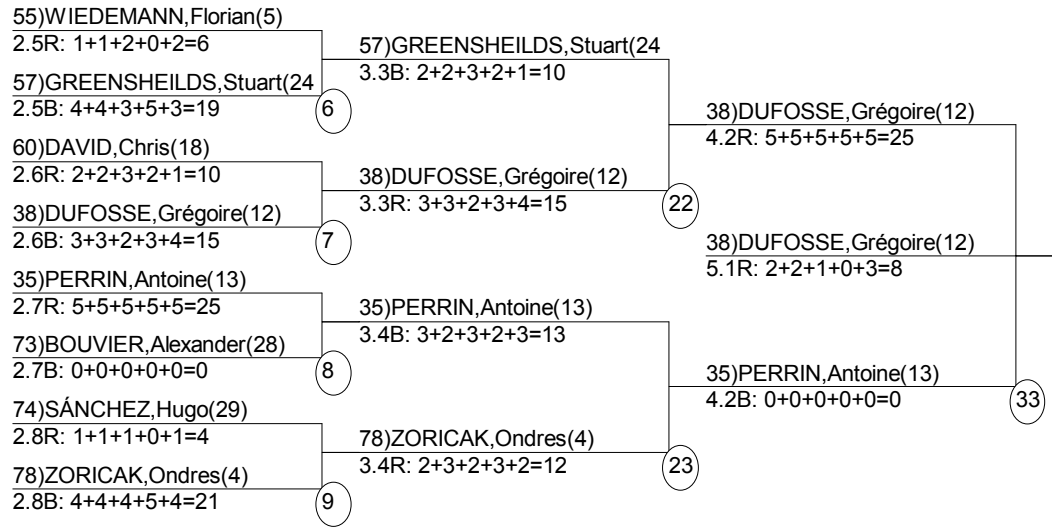 55)WIEDEMANN,Florian(5)
2.5R: 1+1+2+0+2=6
57)GREENSHEILDS,Stuart(24
2.5B: 4+4+3+5+3=19
6
60)DAVID,Chris(18)
2.6R: 2+2+3+2+1=10
38)DUFOSSE,Grégoire(12)
2.6B: 3+3+2+3+4=15
7
35)PERRIN,Antoine(13)
2.7R: 5+5+5+5+5=25
73)BOUVIER,Alexander(28)
2.7B: 0+0+0+0+0=0
8
74)SÁNCHEZ,Hugo(29)
2.8R: 1+1+1+0+1=4
78)ZORICAK,Ondres(4)
2.8B: 4+4+4+5+4=21
9
57)GREENSHEILDS,Stuart(24
3.3B: 2+2+3+2+1=10
38)DUFOSSE,Grégoire(12)
3.3R: 3+3+2+3+4=15
22
35)PERRIN,Antoine(13)
3.4B: 3+2+3+2+3=13
78)ZORICAK,Ondres(4)
3.4R: 2+3+2+3+2=12
23
38)DUFOSSE,Grégoire(12)
4.2R: 5+5+5+5+5=25
38)DUFOSSE,Grégoire(12)
5.1R: 2+2+1+0+3=8
35)PERRIN,Antoine(13)
4.2B: 0+0+0+0+0=0
33